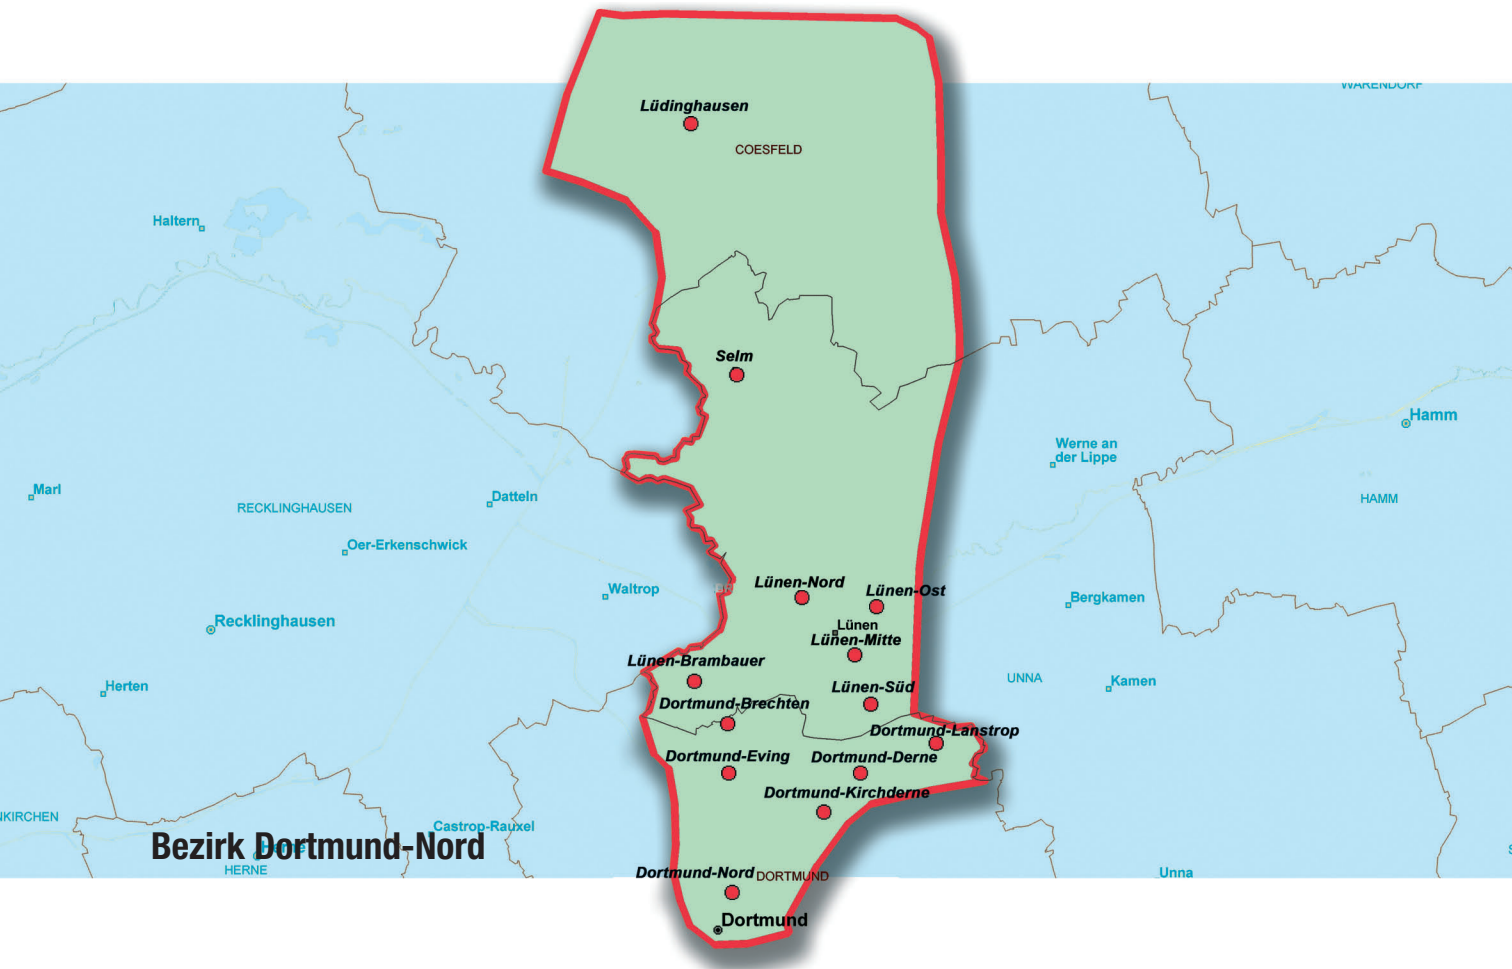 WARENDORF
Lüdinghausen
COESFELD
Haltern
Selm
Hamm
Werne an
der Lippe
Marl
Datteln
HAMM
RECKLINGHAUSEN
Oer-Erkenschwick
Lünen-Nord
Waltrop
Lünen-Ost
Bergkamen
Recklinghausen
Lünen
Lünen-Mitte
Lünen-Brambauer
UNNA
Kamen
Herten
Lünen-Süd
Dortmund-Brechten
Dortmund-Lanstrop
Dortmund-Eving
Dortmund-Derne
Dortmund-Kirchderne
NKIRCHEN
Castrop-Rauxel
Bezirk Dortmund-Nord
Herne
HERNE
Dortmund-Nord
DORTMUND
Unna
Dortmund